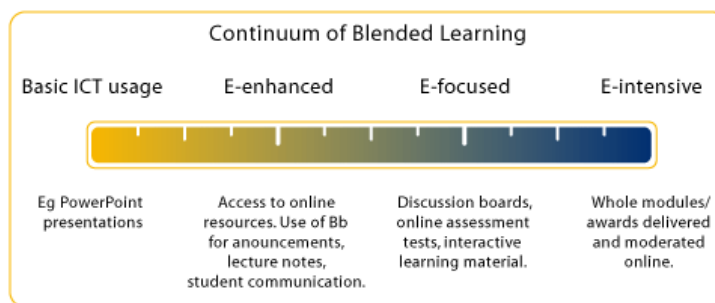 Continuum of Blended Learning
Basic ICT usage
E-enhanced
E-focused
E-intensive
Eg PowerPoint
presentations
Access to online
resources. Use of Bb
for anouncements,
lecture notes,
student communication.
Discussion boards,
online assessment
tests, interactive
learning material.
Whole modules/
awards delivered
and moderated
online.